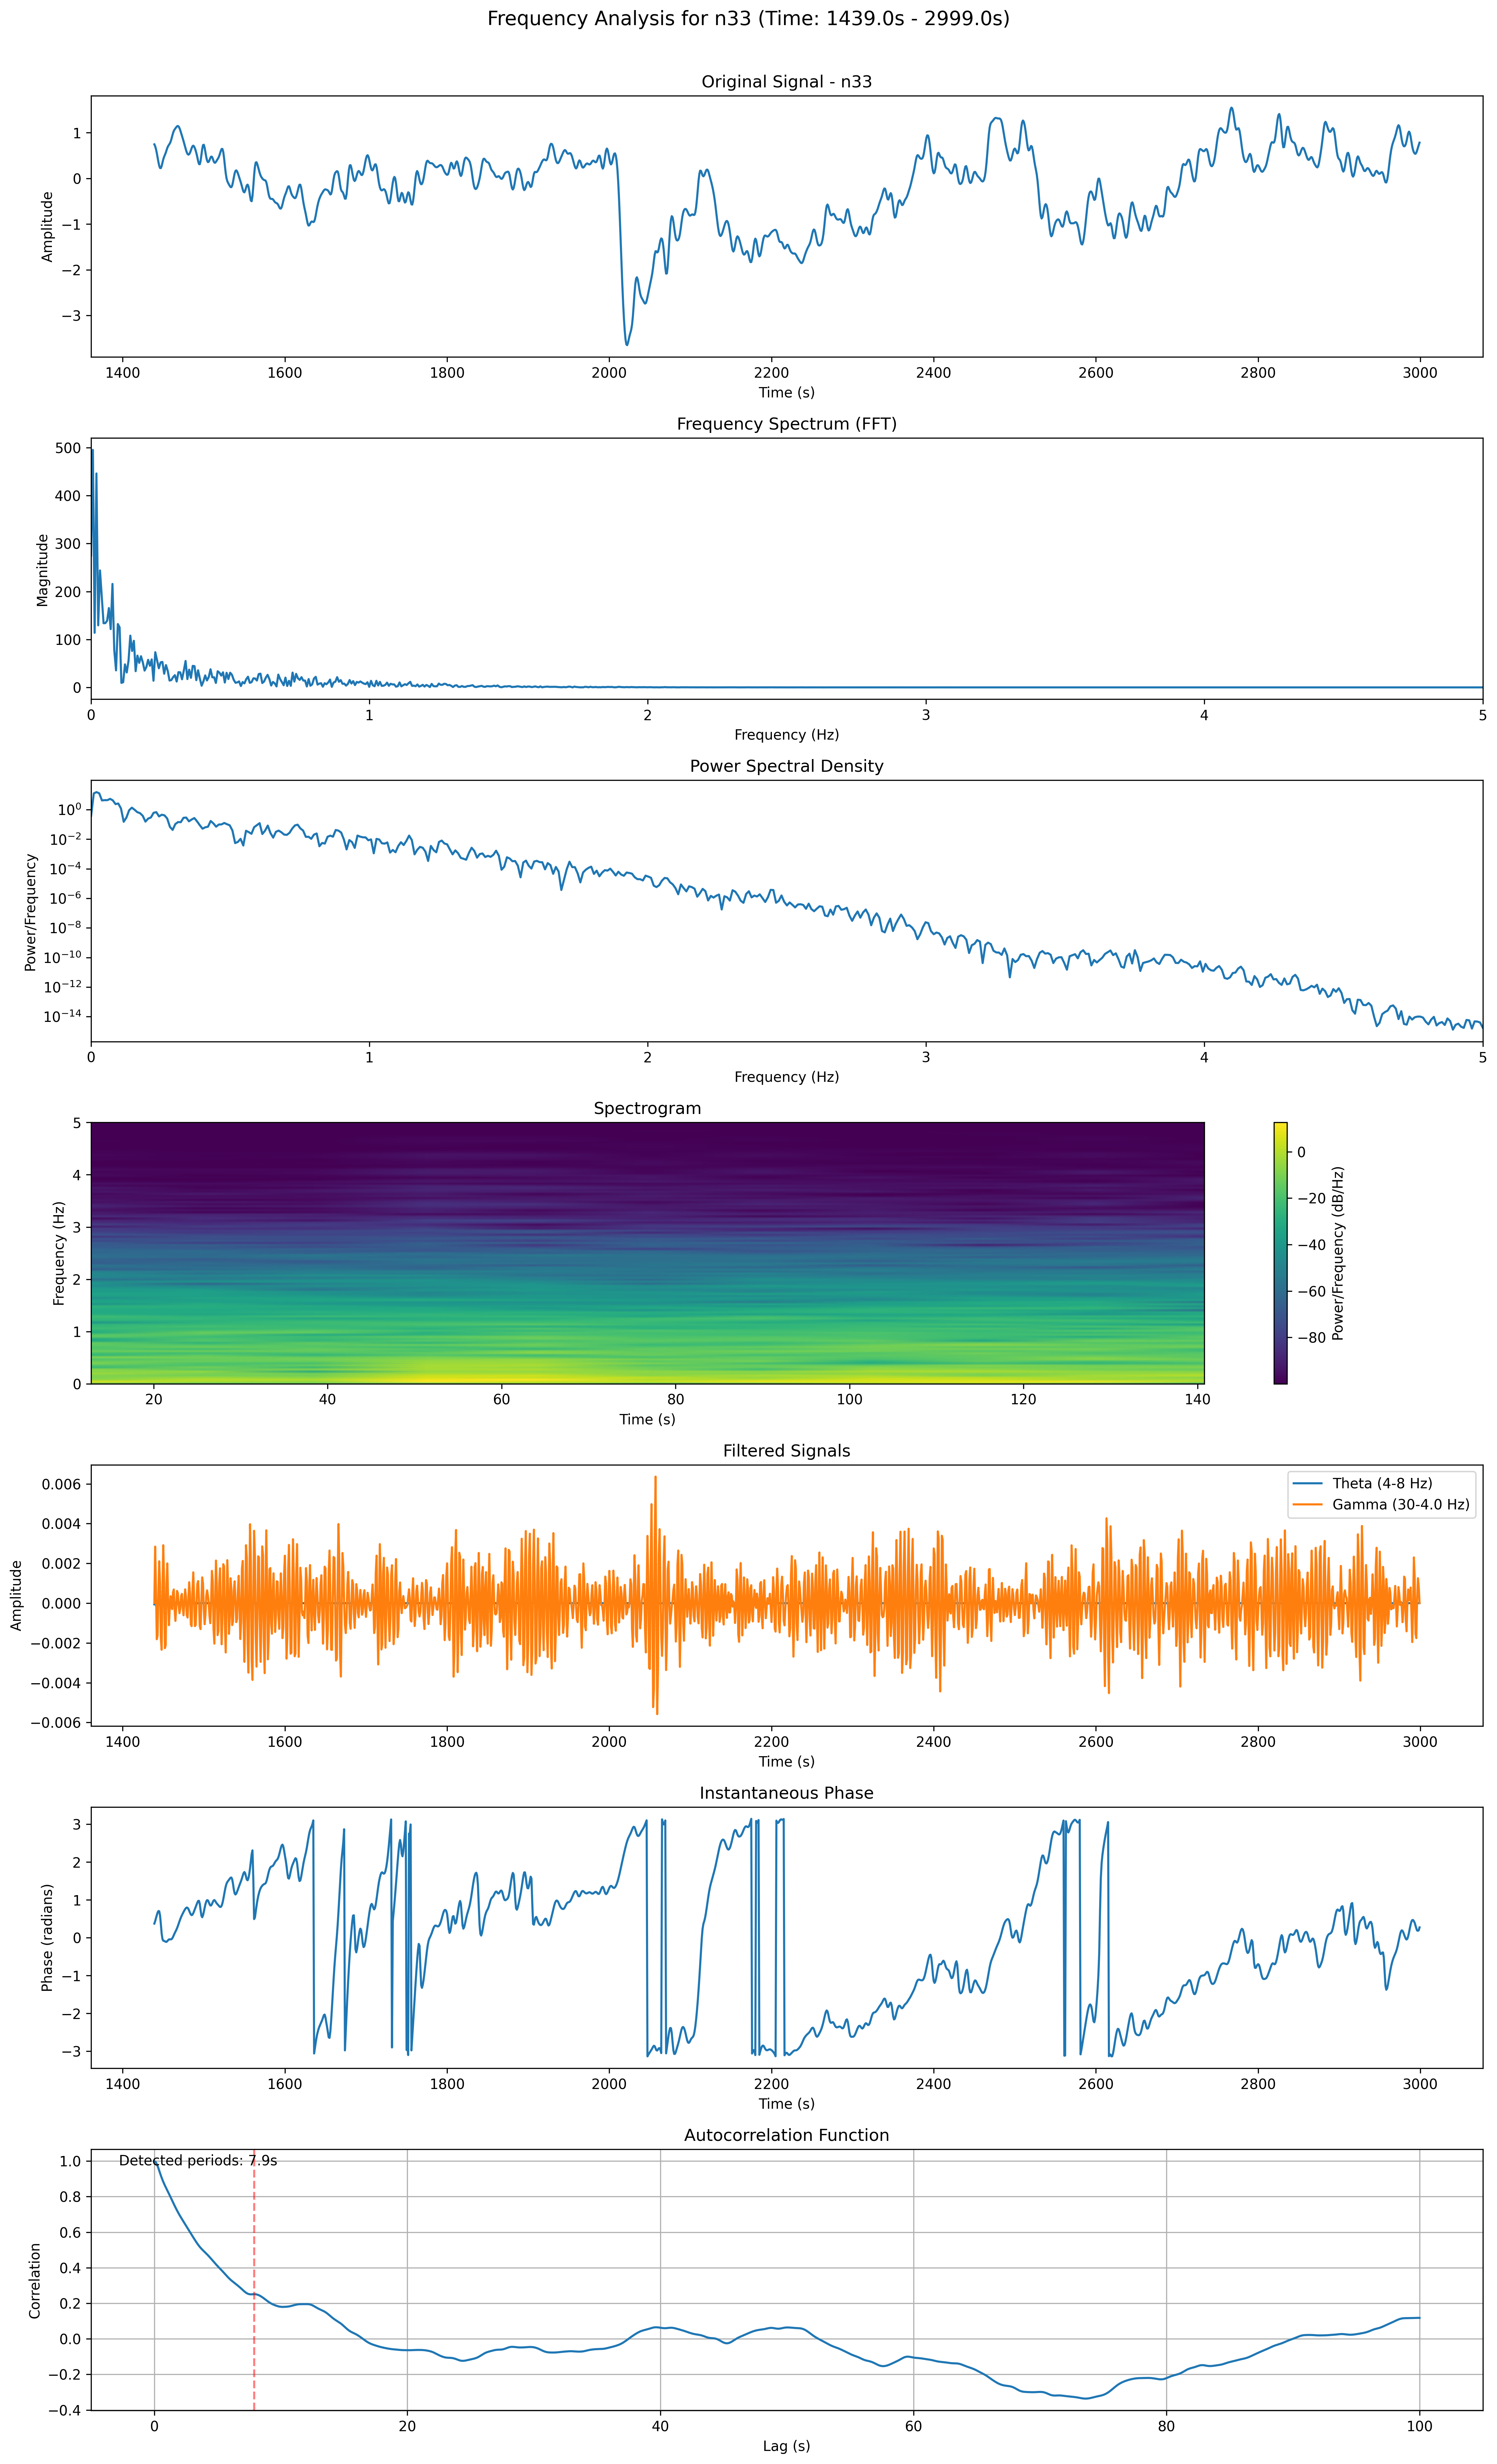 Frequency Analysis for n33 (Time: 1439.0s - 2999.0s)
Original Signal - n33
Amplitude
1
0
−1
−2
−3
1400 1600 1800 2000 2200 2400 2600 2800 3000
Time (s)
Frequency Spectrum (FFT)
Magnitude
500
400
300
200
100
0
0 1 2 3 4 5
Frequency (Hz)
Power Spectral Density
Power/Frequency
10⁰
10⁻²
10⁻⁴
10⁻⁶
10⁻⁸
10⁻¹⁰
10⁻¹²
10⁻¹⁴
0 1 2 3 4 5
Frequency (Hz)
Spectrogram
Frequency (Hz)
5
4
3
2
1
0
20 40 60 80 100 120 140
Time (s)
0
−20
−40
−60
−80
Power/Frequency (dB/Hz)
Filtered Signals
Theta (4-8 Hz)
Gamma (30-4.0 Hz)
Amplitude
0.006
0.004
0.002
0.000
−0.002
−0.004
−0.006
1400 1600 1800 2000 2200 2400 2600 2800 3000
Time (s)
Instantaneous Phase
Phase (radians)
3
2
1
0
−1
−2
−3
1400 1600 1800 2000 2200 2400 2600 2800 3000
Time (s)
Autocorrelation Function
Detected periods: 7.9s
Correlation
1.0
0.8
0.6
0.4
0.2
0.0
−0.2
−0.4
0 20 40 60 80 100
Lag (s)